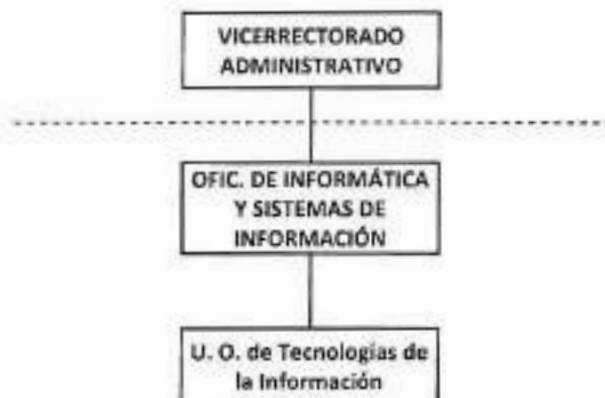 VICERRECTORADO
ADMINISTRATIVO
OFIC. DE INFORMÁTICA
Y SISTEMAS DE
INFORMACIÓN
U. O. de Tecnologías de
la Información